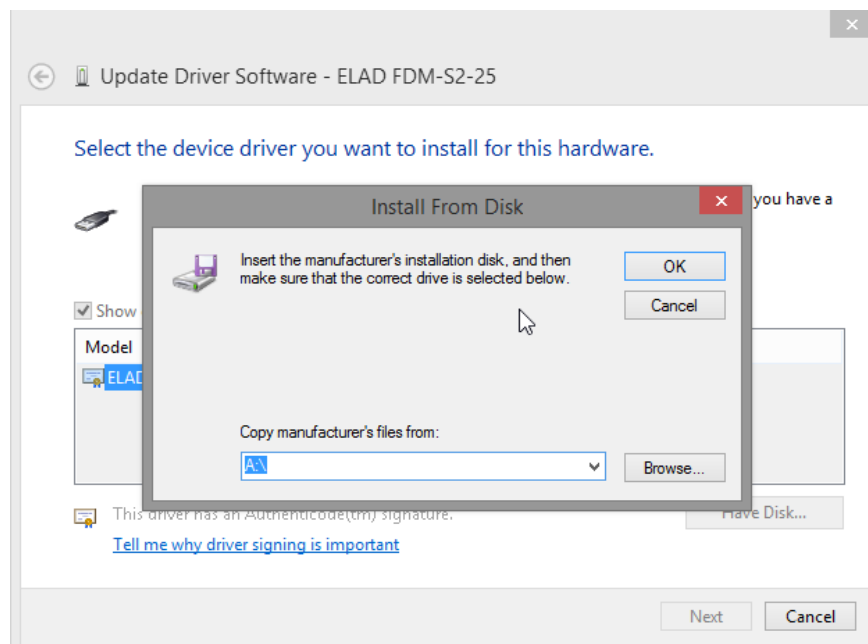 Update Driver Software - ELAD FDM-S2-25
Select the device driver you want to install for this hardware.
you have a
Install From Disk
Insert the manufacturer's installation disk, and then
make sure that the correct drive is selected below.
OK
Cancel
Show
Model
ELAD
Copy manufacturer's files from:
A:\
Browse...
This driver has an Authenticode(tm) signature.
Have Disk...
Tell me why driver signing is important
Next
Cancel